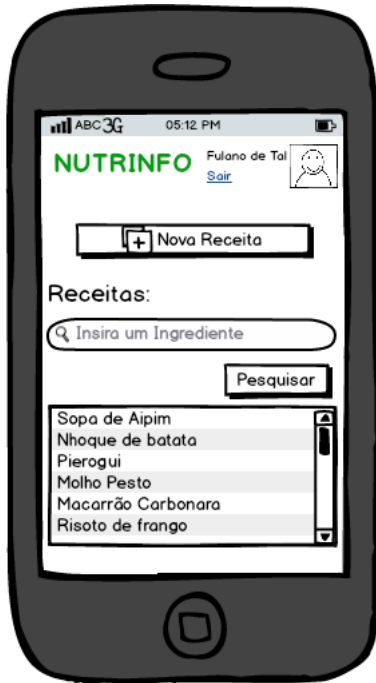 ABC 3G 05:12 PM
NUTRINFO
Fulano de Tal
Sair
Nova Receita
Receitas:
Insira um Ingrediente
Pesquisar
Sopa de Aipim
Nhoque de batata
Pierogui
Molho Pesto
Macarrão Carbonara
Risoto de frango